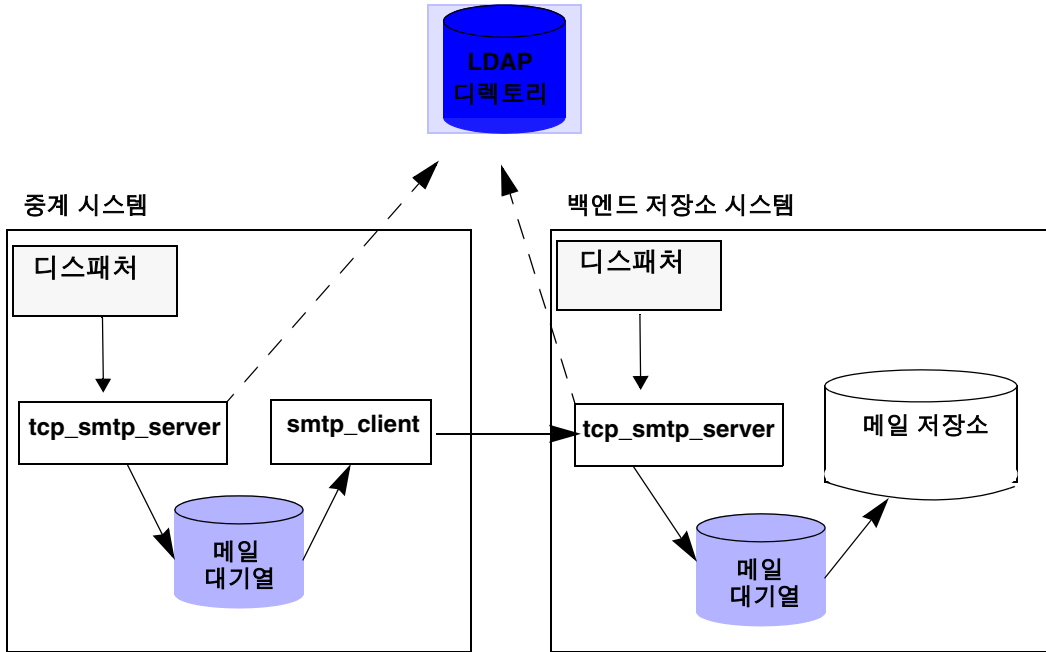 LDAP
디렉토리
중계 시스템
디스패처
tcp_smtp_server
smtp_client
메일
대기열
백엔드 저장소 시스템
디스패처
tcp_smtp_server
메일 저장소
메일
대기열